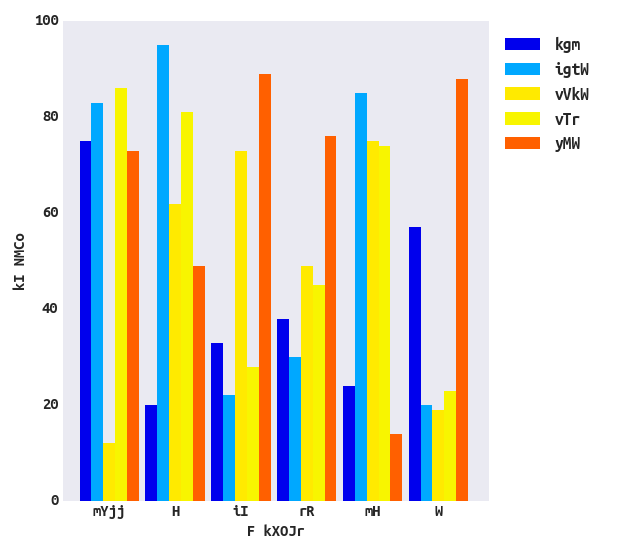 100
80
60
40
20
0
kI NMCo
mYjj H iI rR mH W
F kXOJr
kgm
igtW
vVkW
vTr
yMW